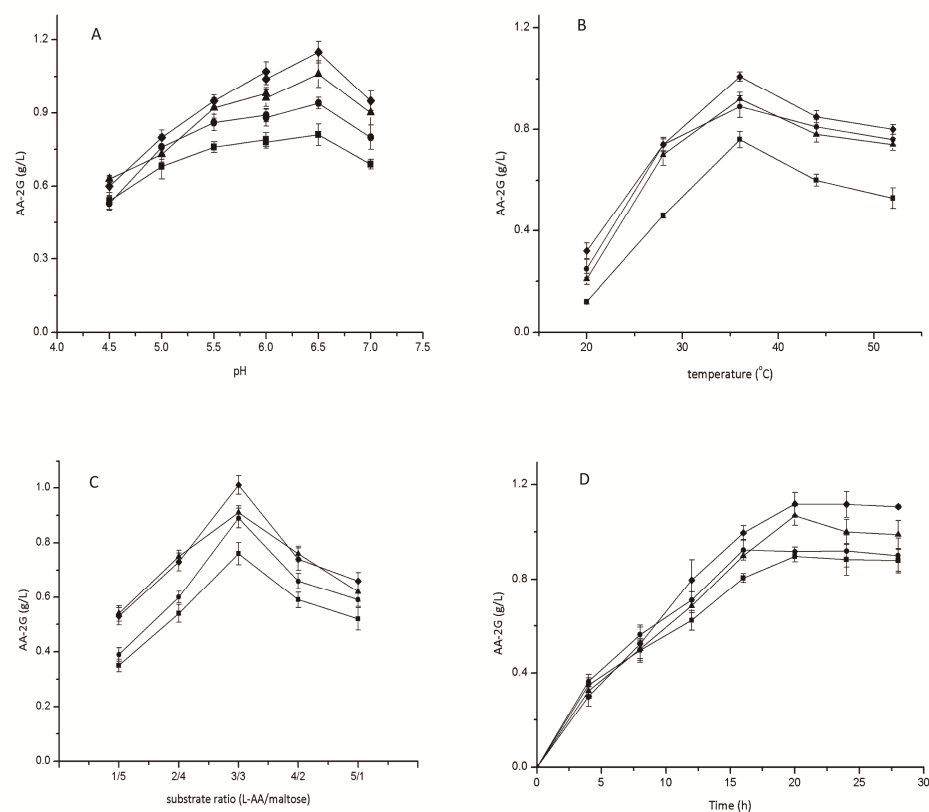 A
AA-2G (g/L)
1.2
0.9
0.6
0.3
0.0
4.0 4.5 5.0 5.5 6.0 6.5 7.0 7.5
pH
B
AA-2G (g/L)
1.2
0.8
0.4
0.0
20 30 40 50
temperature (°C)
C
AA-2G (g/L)
1.0
0.8
0.6
0.4
0.2
0.0
1/5 2/4 3/3 4/2 5/1
substrate ratio (L-AA/maltose)
D
AA-2G (g/L)
1.2
0.8
0.4
0.0
0 5 10 15 20 25 30
Time (h)